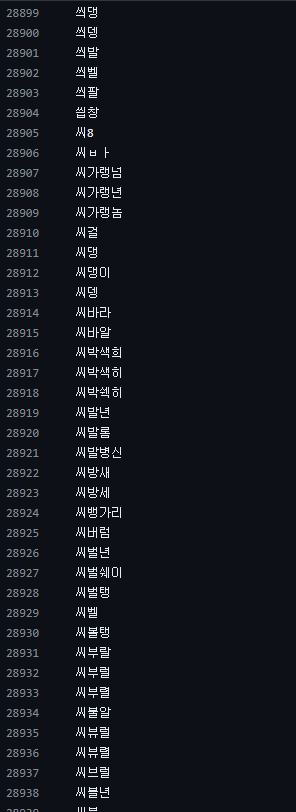 28899 씌댕
28900 씌뎅
28901 씌발
28902 씌벨
28903 씌팔
28904 씝창
28905 씨8
28906 씨ㅂㅏ
28907 씨가랭넘
28908 씨가랭년
28909 씨가랭놈
28910 씨걸
28911 씨댕
28912 씨댕이
28913 씨뎅
28914 씨바라
28915 씨바알
28916 씨박색희
28917 씨박색히
28918 씨박쉑히
28919 씨발년
28920 씨발롬
28921 씨발병신
28922 씨방새
28923 씨방세
28924 씨뱅가리
28925 씨버럼
28926 씨벌년
28927 씨벌쉐이
28928 씨벌탱
28929 씨벨
28930 씨볼탱
28931 씨부랄
28932 씨부럴
28933 씨부렬
28934 씨불알
28935 씨뷰럴
28936 씨뷰렬
28937 씨브럴
28938 씨블년